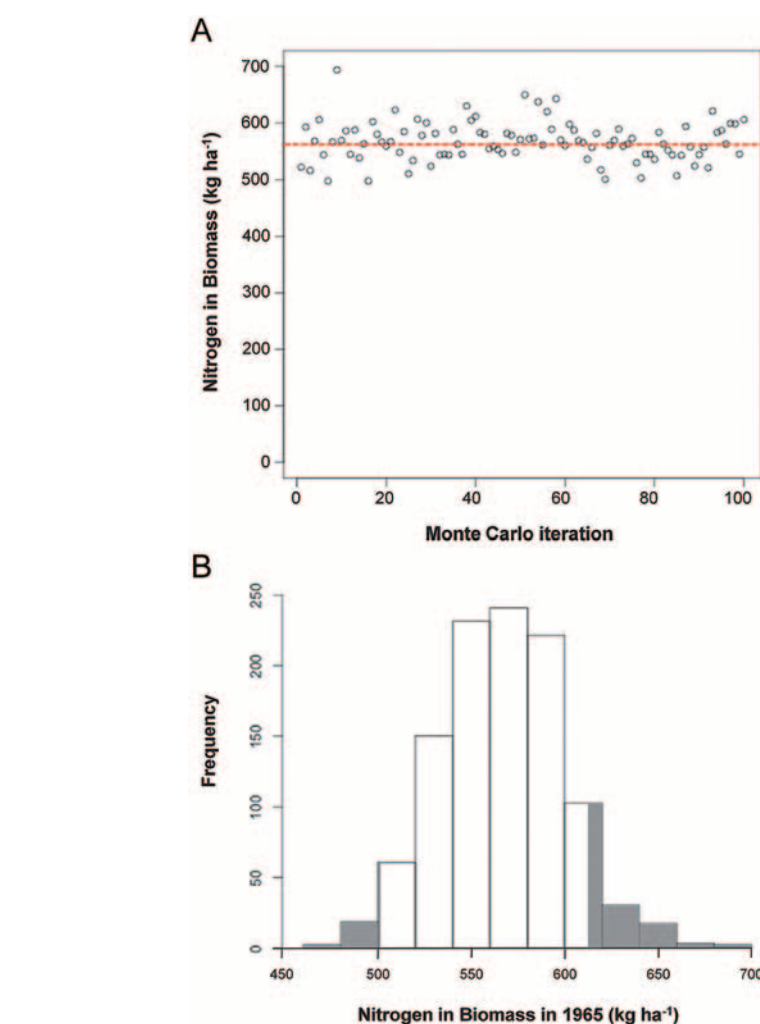 A
Nitrogen in Biomass (kg ha-1)
700
600
500
400
300
200
100
0
0 20 40 60 80 100
Monte Carlo iteration
B
Frequency
250
200
150
100
50
0
450 500 550 600 650 700
Nitrogen in Biomass in 1965 (kg ha-1)